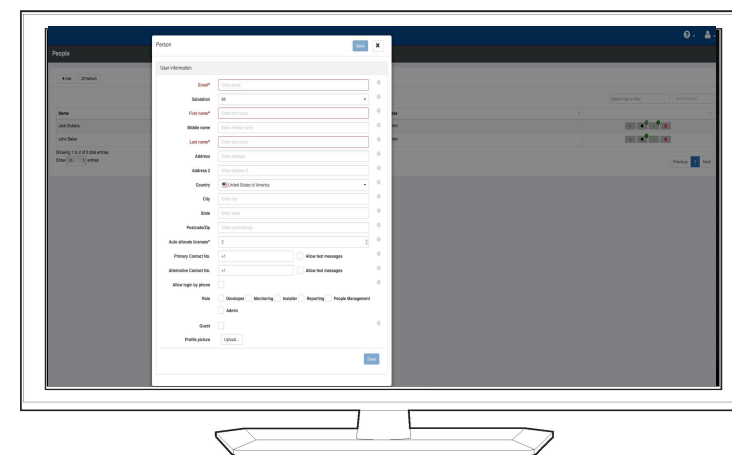 People
Person
Save
User information
Email*
Enter email
Salutation
Mr
First name*
Enter first name
Middle name
Enter middle name
Last name*
Enter last name
Address
Enter address
Address 2
Enter address 2
Country
United States of America
City
Enter city
State
Enter state
Postcode/Zip
Auto allocate licenses*
2
Primary Contact No.
+1
Allow text messages
Alternative Contact No.
+1
Allow text messages
Allow login by phone
Role
Developer Monitoring Installer Reporting People Management
Admin
Guest
Profile picture
Upload...
Save
+ Add
Refresh
Name
John Baker
Showing 1 to 2 of 2 total entries
Show entries
Previous 1 Next